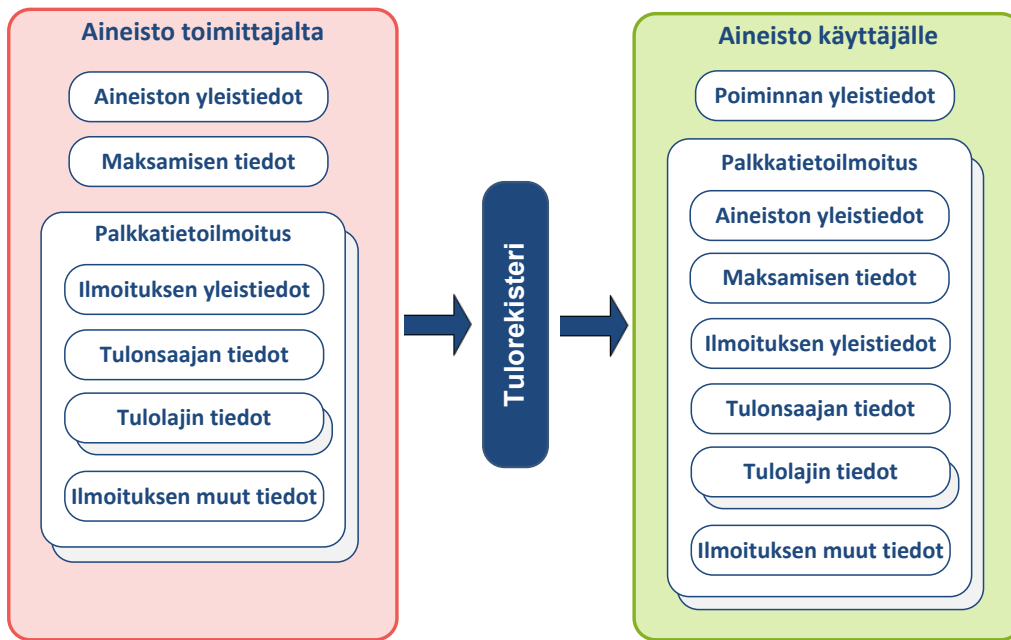 Aineisto toimittajalta
Aineiston yleistiedot
Maksamisen tiedot
Palkkatietoilmoitus
Ilmoituksen yleistiedot
Tulonsaajan tiedot
Tulolajin tiedot
Ilmoituksen muut tiedot
Tulorekisteri
Aineisto käyttäjälle
Poiminnan yleistiedot
Palkkatietoilmoitus
Aineiston yleistiedot
Maksamisen tiedot
Ilmoituksen yleistiedot
Tulonsaajan tiedot
Tulolajin tiedot
Ilmoituksen muut tiedot